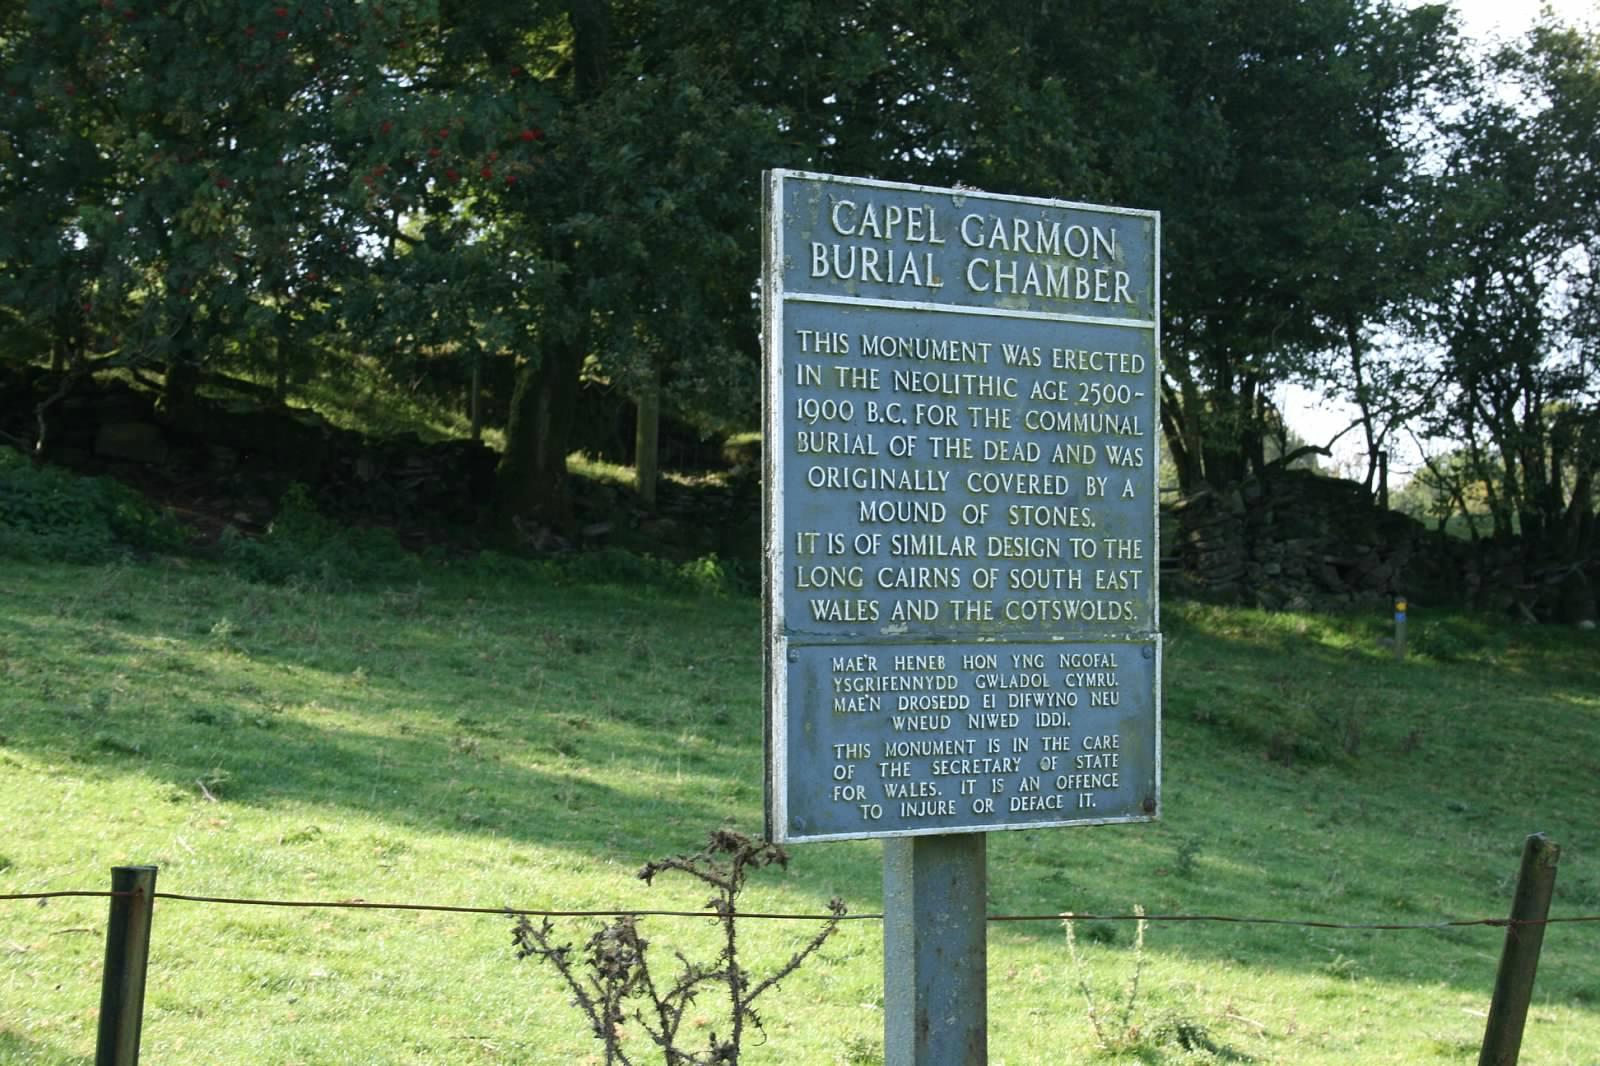 CAPEL GARMON
BURIAL CHAMBER
THIS MONUMENT WAS ERECTED
IN THE NEOLITHIC AGE 2500-
1900 B.C. FOR THE COMMUNAL
BURIAL OF THE DEAD AND WAS
ORIGINALLY COVERED BY A
MOUND OF STONES.
IT IS OF SIMILAR DESIGN TO THE
LONG CAIRNS OF SOUTH EAST
WALES AND THE COTSWOLDS.
MAE'R HENEB HON YNG NGOFAL
YSGRIFENNYDD GWLADOL CYMRU.
MAE'N DROSEDD EI DIFWYNO NEU
WNEUD NIWED IDDI.
THIS MONUMENT IS IN THE CARE
OF THE SECRETARY OF STATE
FOR WALES. IT IS AN OFFENCE
TO INJURE OR DEFACE IT.